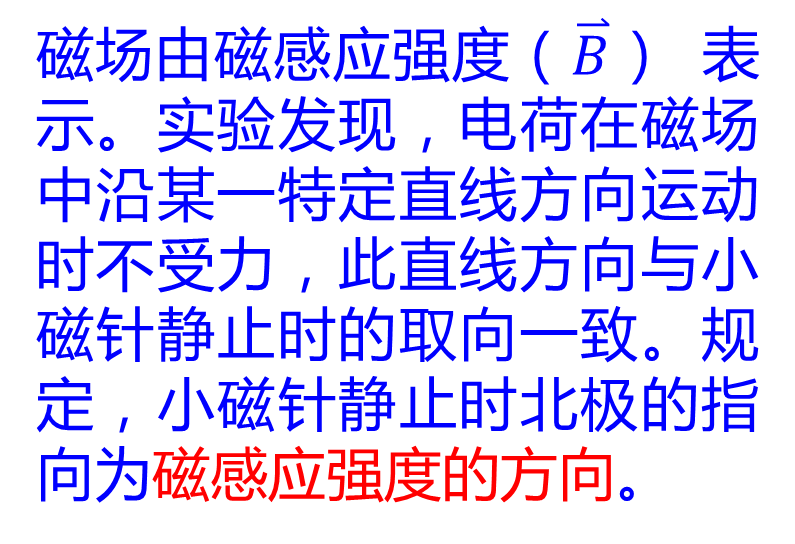 磁场由磁感应强度（$\vec{B}$） 表
示。实验发现，电荷在磁场
中沿某一特定直线方向运动
时不受力，此直线方向与小
磁针静止时的取向一致。规
定，小磁针静止时北极的指
向为磁感应强度的方向。